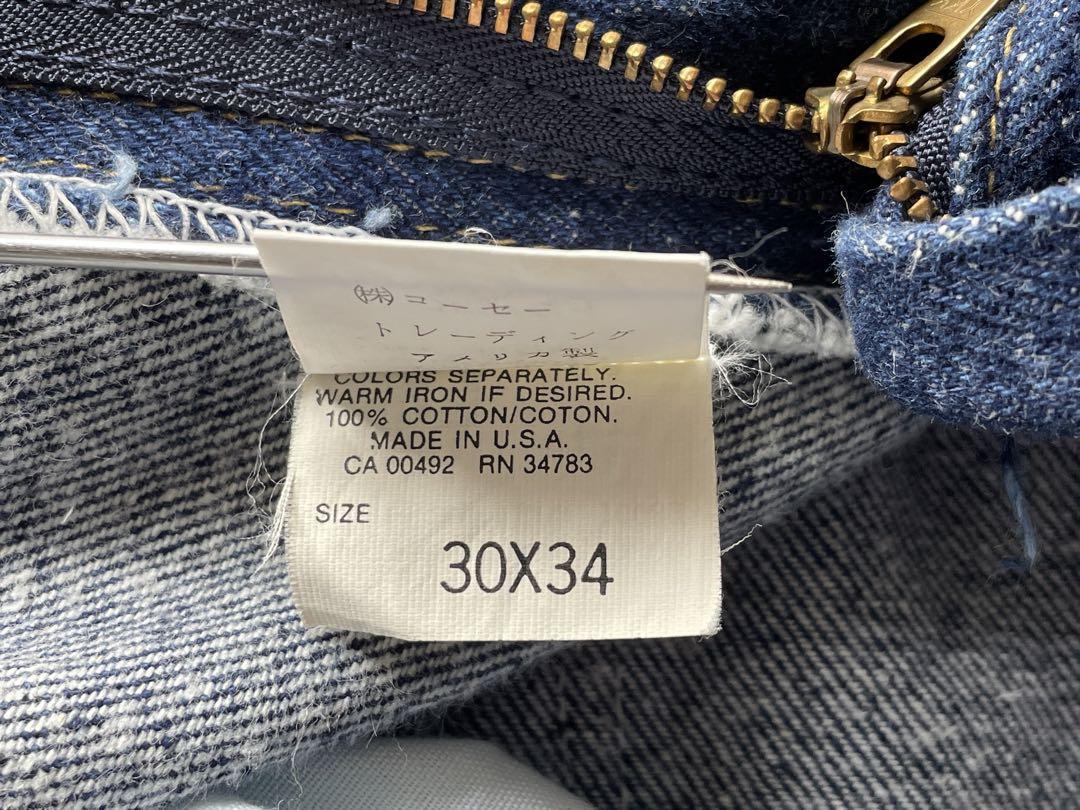 ㈱コーセー
トレーディング
アメリカ製
COLORS SEPARATELY.
WARM IRON IF DESIRED.
100% COTTON/COTON.
MADE IN U.S.A.
CA 00492 RN 34783
SIZE
30X34